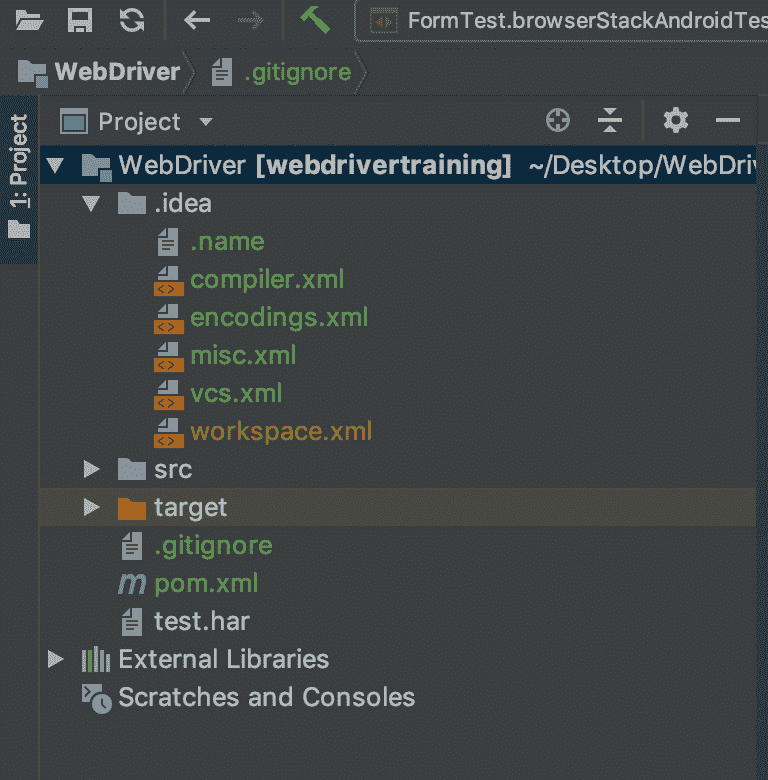 FormTest.browserStackAndroidTes
WebDriver .gitignore
1: Project
Project
WebDriver [webdrivertraining] ~/Desktop/WebDriv
.idea
.name
compiler.xml
encodings.xml
misc.xml
vcs.xml
workspace.xml
src
target
.gitignore
pom.xml
test.har
External Libraries
Scratches and Consoles